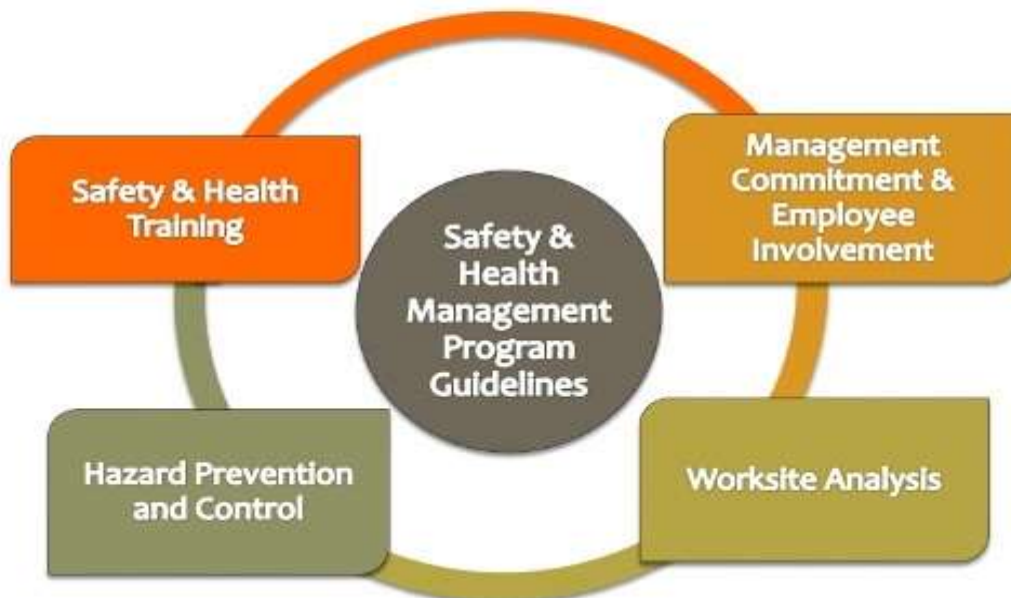 Safety & Health
Training
Management
Commitment &
Employee
Involvement
Safety &
Health
Management
Program
Guidelines
Hazard Prevention
and Control
Worksite Analysis